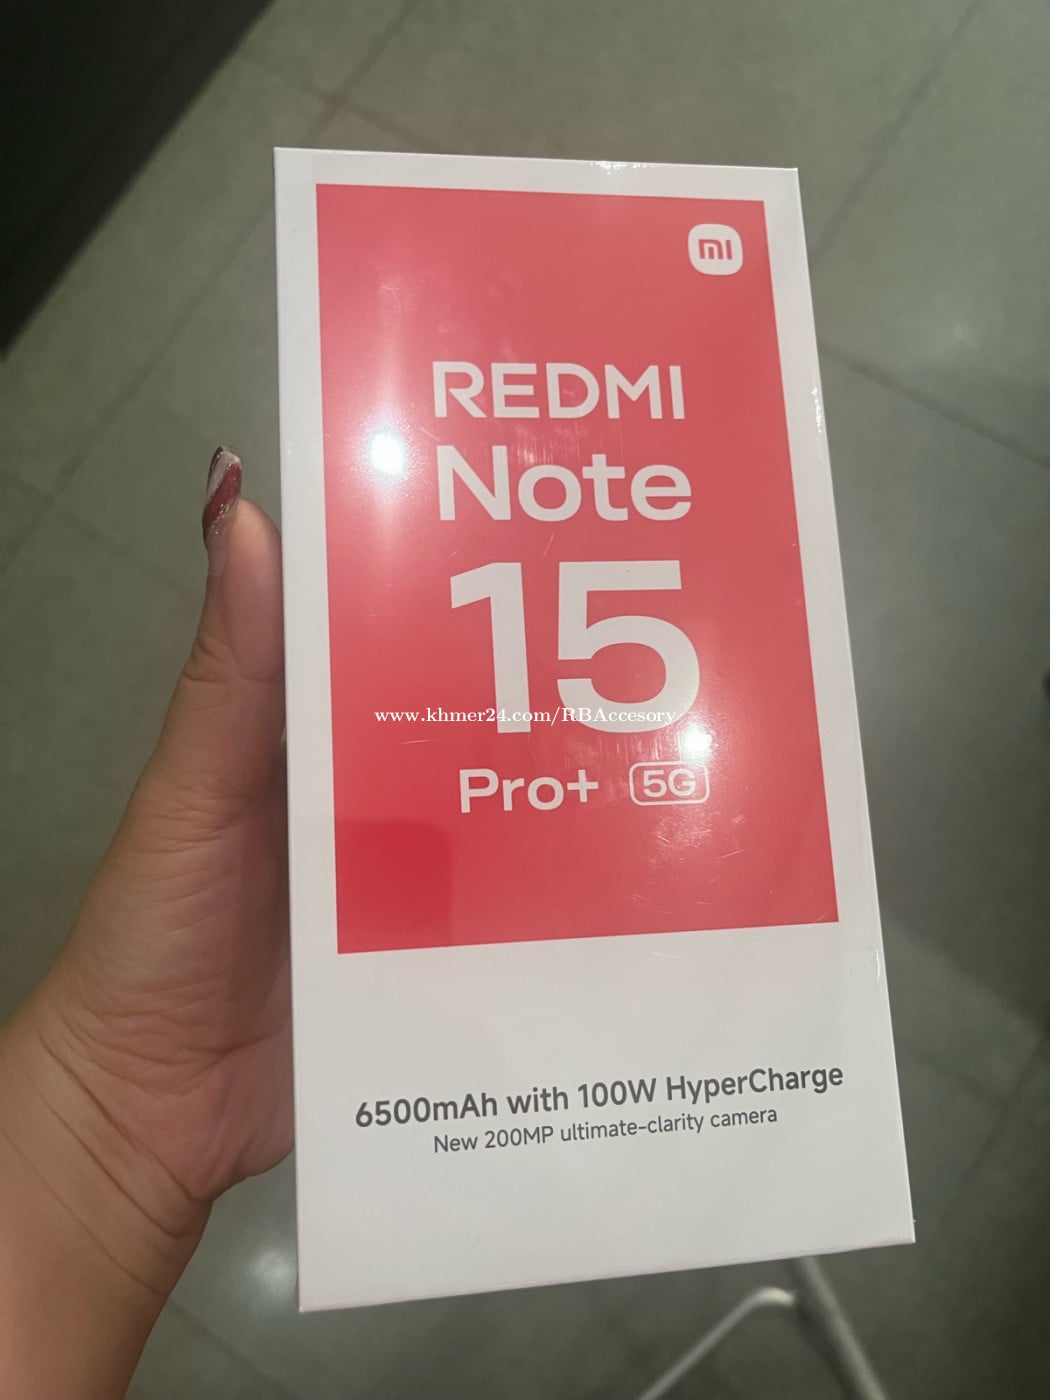 mi
REDMI
Note
15
www.khmer24.com/RBAccesory
Pro+ 5G
6500mAh with 100W HyperCharge
New 200MP ultimate-clarity camera